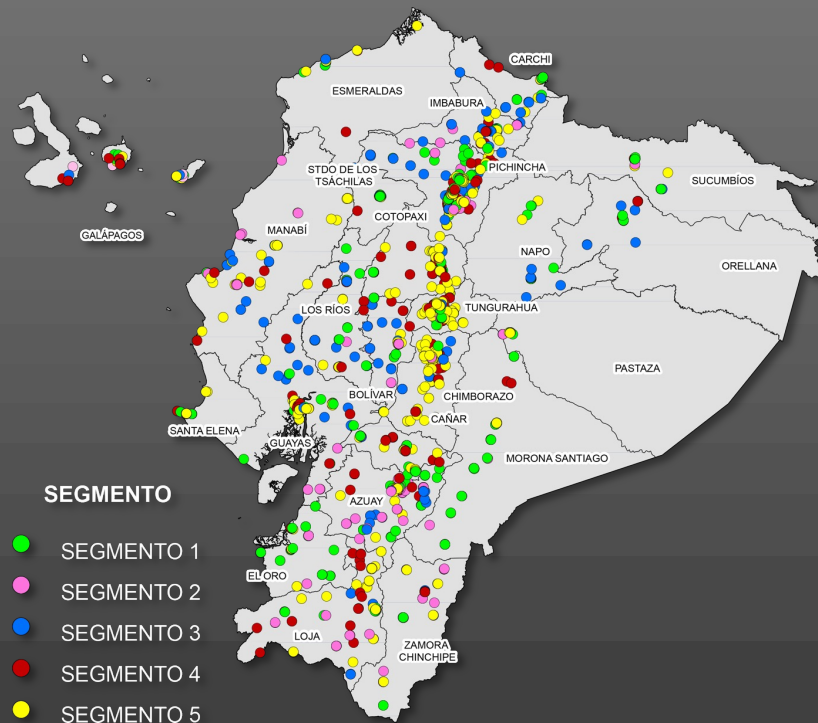 CARCHI
ESMERALDAS
IMBABURA
PICHINCHA
STDO DE LOS
TSÁCHILAS
SUCUMBÍOS
COTOPAXI
GALÁPAGOS
MANABÍ
NAPO
ORELLANA
LOS RÍOS
TUNGURAHUA
PASTAZA
BOLÍVAR
CHIMBORAZO
SANTA ELENA
CAÑAR
GUAYAS
MORONA SANTIAGO
AZUAY
EL ORO
LOJA
ZAMORA
CHINCHIPE
SEGMENTO
SEGMENTO 1
SEGMENTO 2
SEGMENTO 3
SEGMENTO 4
SEGMENTO 5